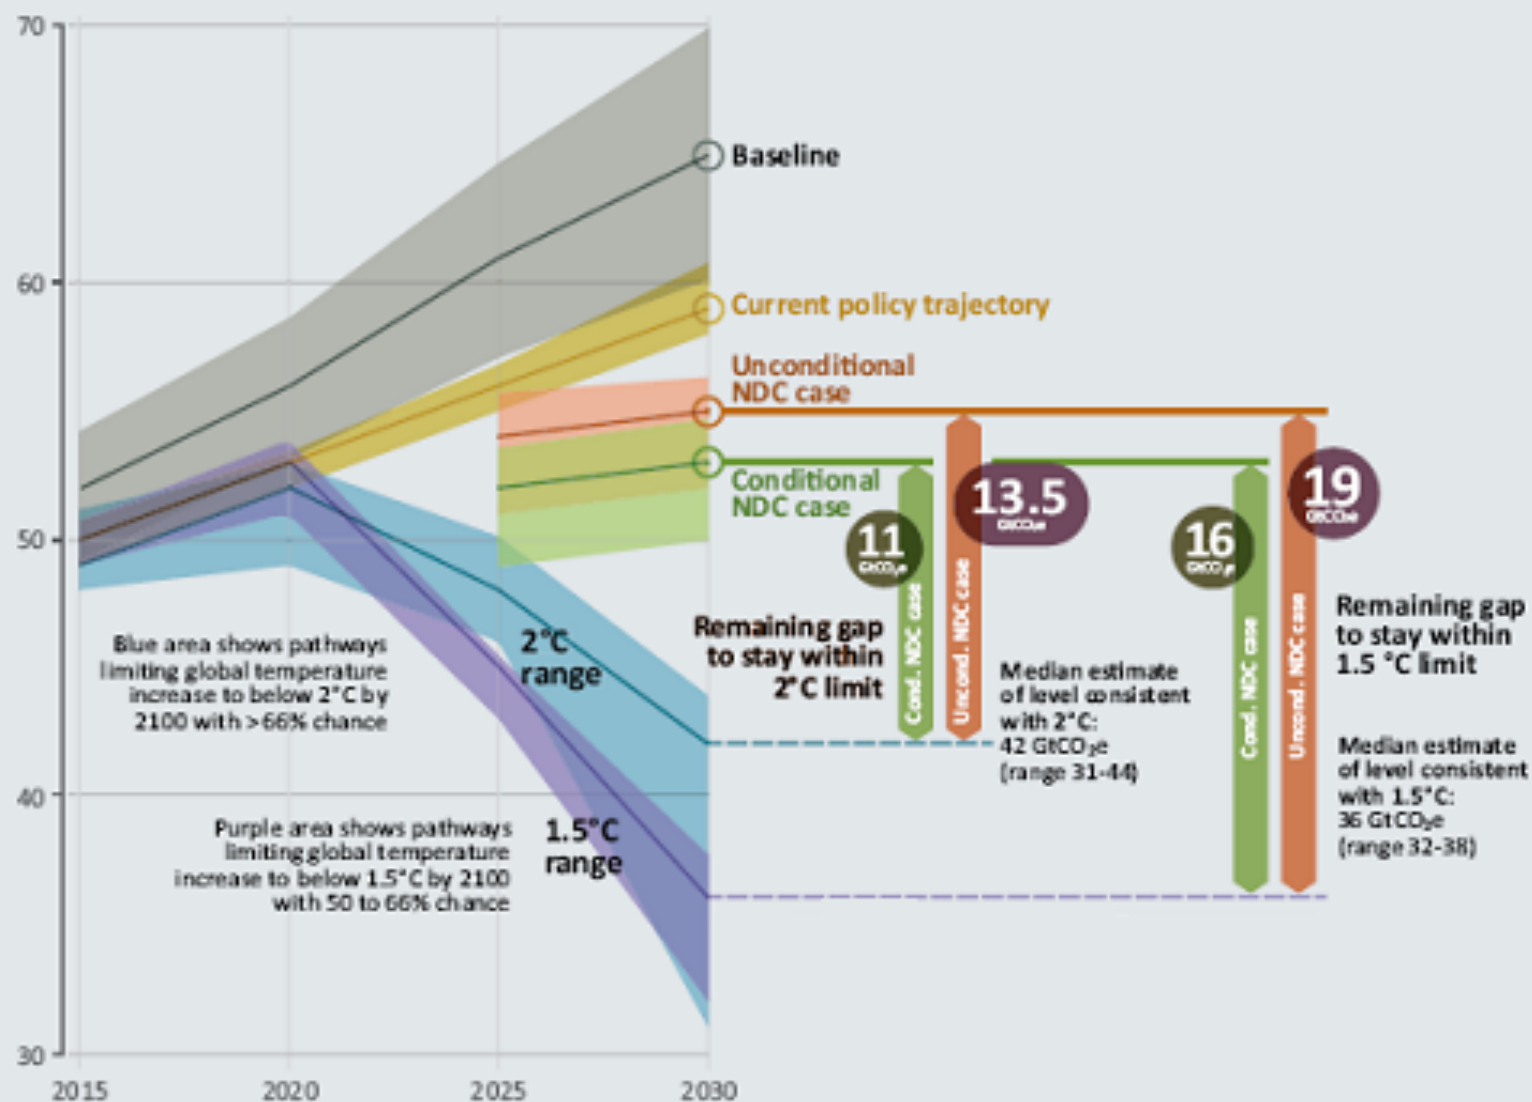 70
60
50
40
30
2015
2020
2025
2030
Baseline
Current policy trajectory
Unconditional
NDC case
Conditional
NDC case
2°C
range
1.5°C
range
Blue area shows pathways
limiting global temperature
increase to below 2°C by
2100 with >66% chance
Purple area shows pathways
limiting global temperature
increase to below 1.5°C by 2100
with 50 to 66% chance
11
GtCO₂e
13.5
GtCO₂e
Cond. NDC case
Uncond. NDC case
Remaining gap
to stay within
2°C limit
Median estimate
of level consistent
with 2°C:
42 GtCO₂e
(range 31-44)
16
GtCO₂e
19
GtCO₂e
Cond. NDC case
Uncond. NDC case
Remaining gap
to stay within
1.5 °C limit
Median estimate
of level consistent
with 1.5°C:
36 GtCO₂e
(range 32-38)